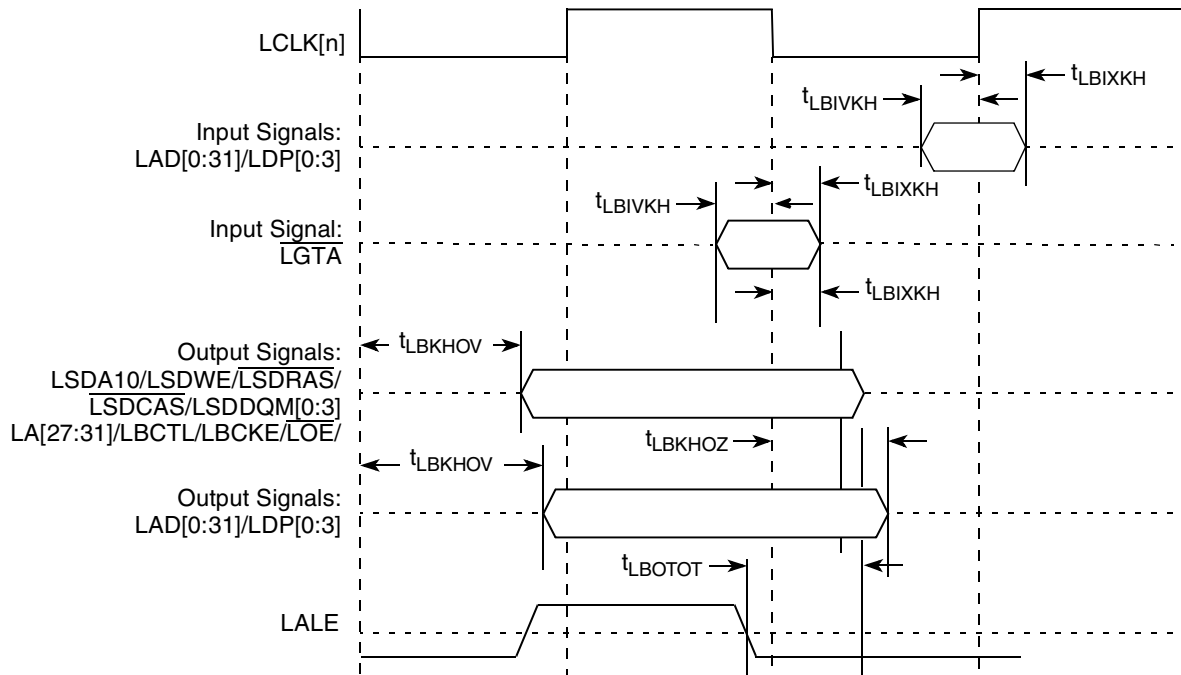 LCLK[n]
tLBIXKH
tLBIVKH
Input Signals:
LAD[0:31]/LDP[0:3]
tLBIXKH
tLBIVKH
Input Signal:
LGTA
tLBIXKH
tLBKHOV
Output Signals:
LSDA10/LSDWE/LSDRAS/
LSDCAS/LSDDQM[0:3]
LA[27:31]/LBCTL/LBCKE/LOE/
tLBKHOZ
tLBKHOV
Output Signals:
LAD[0:31]/LDP[0:3]
tLBOTOT
LALE